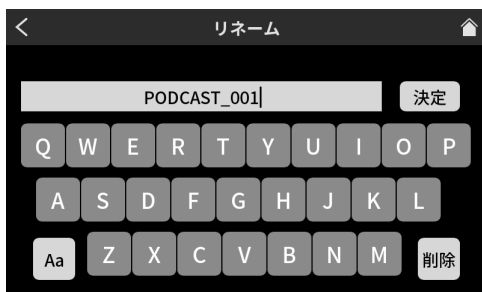 リネーム
PODCAST_001 決定
Q W E R T Y U I O P
A S D F G H J K L
Aa Z X C V B N M 削除